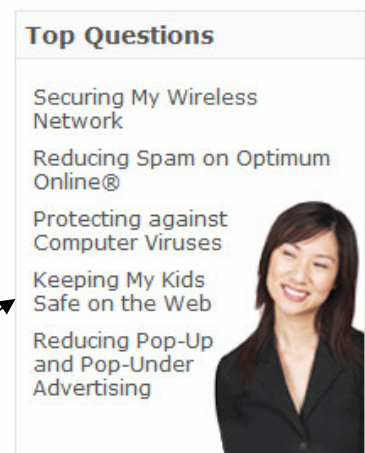 Top Questions
Securing My Wireless
Network
Reducing Spam on Optimum
Online®
Protecting against
Computer Viruses
Keeping My Kids
Safe on the Web
Reducing Pop-Up
and Pop-Under
Advertising